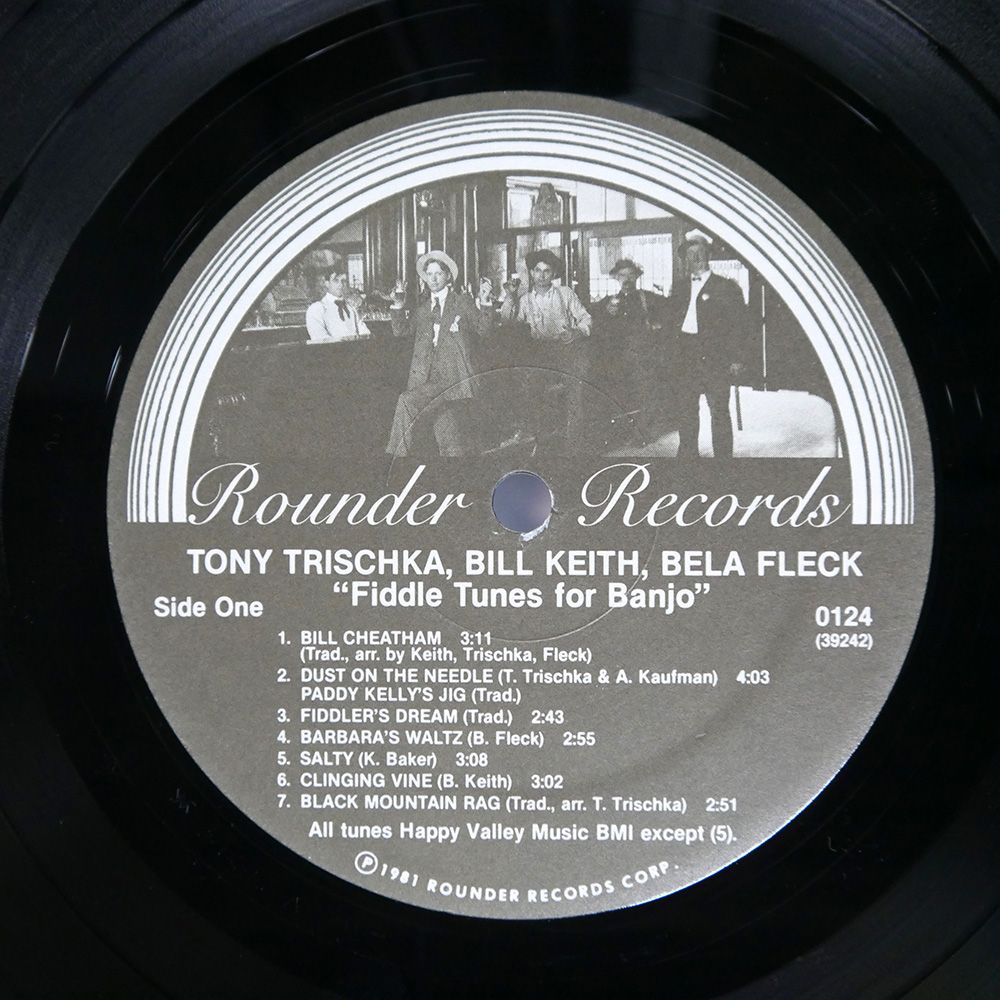 Rounder Records
TONY TRISCHKA, BILL KEITH, BELA FLECK
"Fiddle Tunes for Banjo"
Side One
0124
(39242)
1. BILL CHEATHAM 3:11
(Trad., arr. by Keith, Trischka, Fleck)
2. DUST ON THE NEEDLE (T. Trischka & A. Kaufman) 4:03
PADDY KELLY'S JIG (Trad.)
3. FIDDLER'S DREAM (Trad.) 2:43
4. BARBARA'S WALTZ (B. Fleck) 2:55
5. SALTY (K. Baker) 3:08
6. CLINGING VINE (B. Keith) 3:02
7. BLACK MOUNTAIN RAG (Trad., arr. T. Trischka) 2:51
All tunes Happy Valley Music BMI except (5).
Ⓟ 1981 ROUNDER RECORDS CORP.